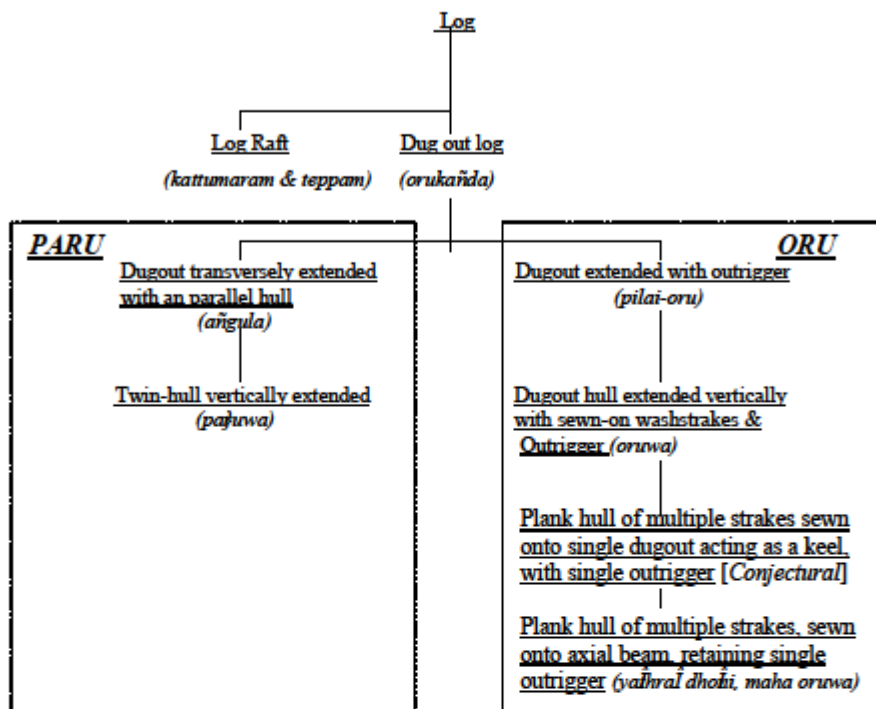 Log
Log Raft
(kattumaram & teppam)
Dug out log
(orukañda)
PARU
Dugout transversely extended
with an parallel hull
(añgula)
Twin-hull vertically extended
ORU
Dugout extended with outrigger
(pilai-oru)
Dugout hull extended vertically
with sewn-on washstrakes &
Outrigger (oruwa)
Plank hull of multiple strakes sewn
onto single dugout acting as a keel,
with single outrigger [Conjectural]
Plank hull of multiple strakes, sewn
onto axial beam, retaining single
outrigger maha oruwa)